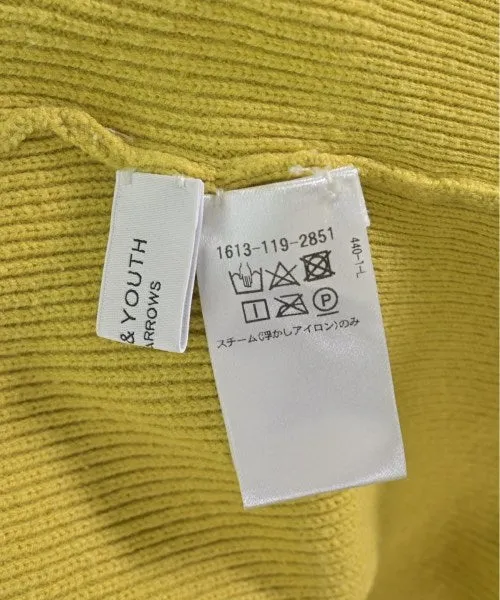 & YOUTH
ARROWS
1613-119-2851
440-1-L
P
スチーム(浮かしアイロン)のみ